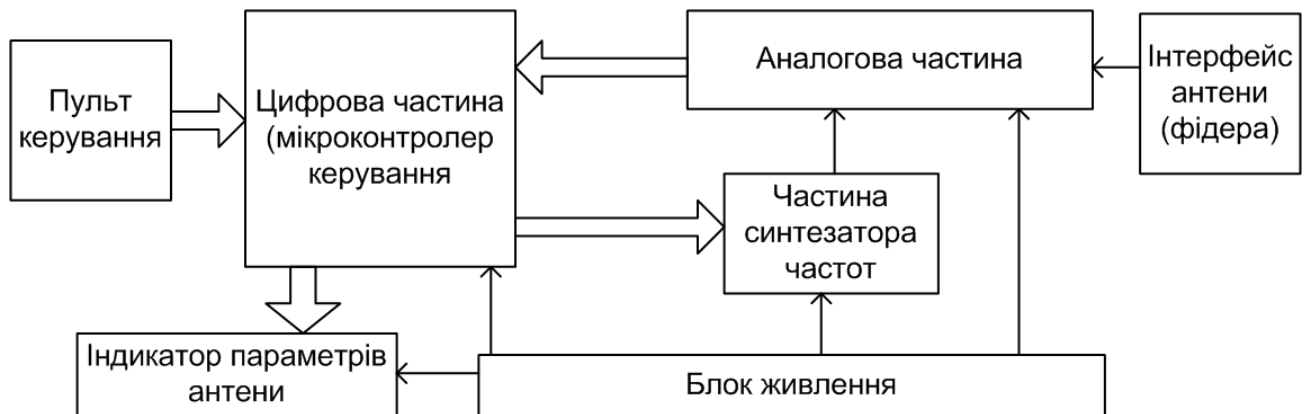 Пульт
керування
Цифрова частина
(мікроконтролер
керування
Аналогова частина
Інтерфейс
антени
(фідера)
Частина
синтезатора
частот
Індикатор параметрів
антени
Блок живлення